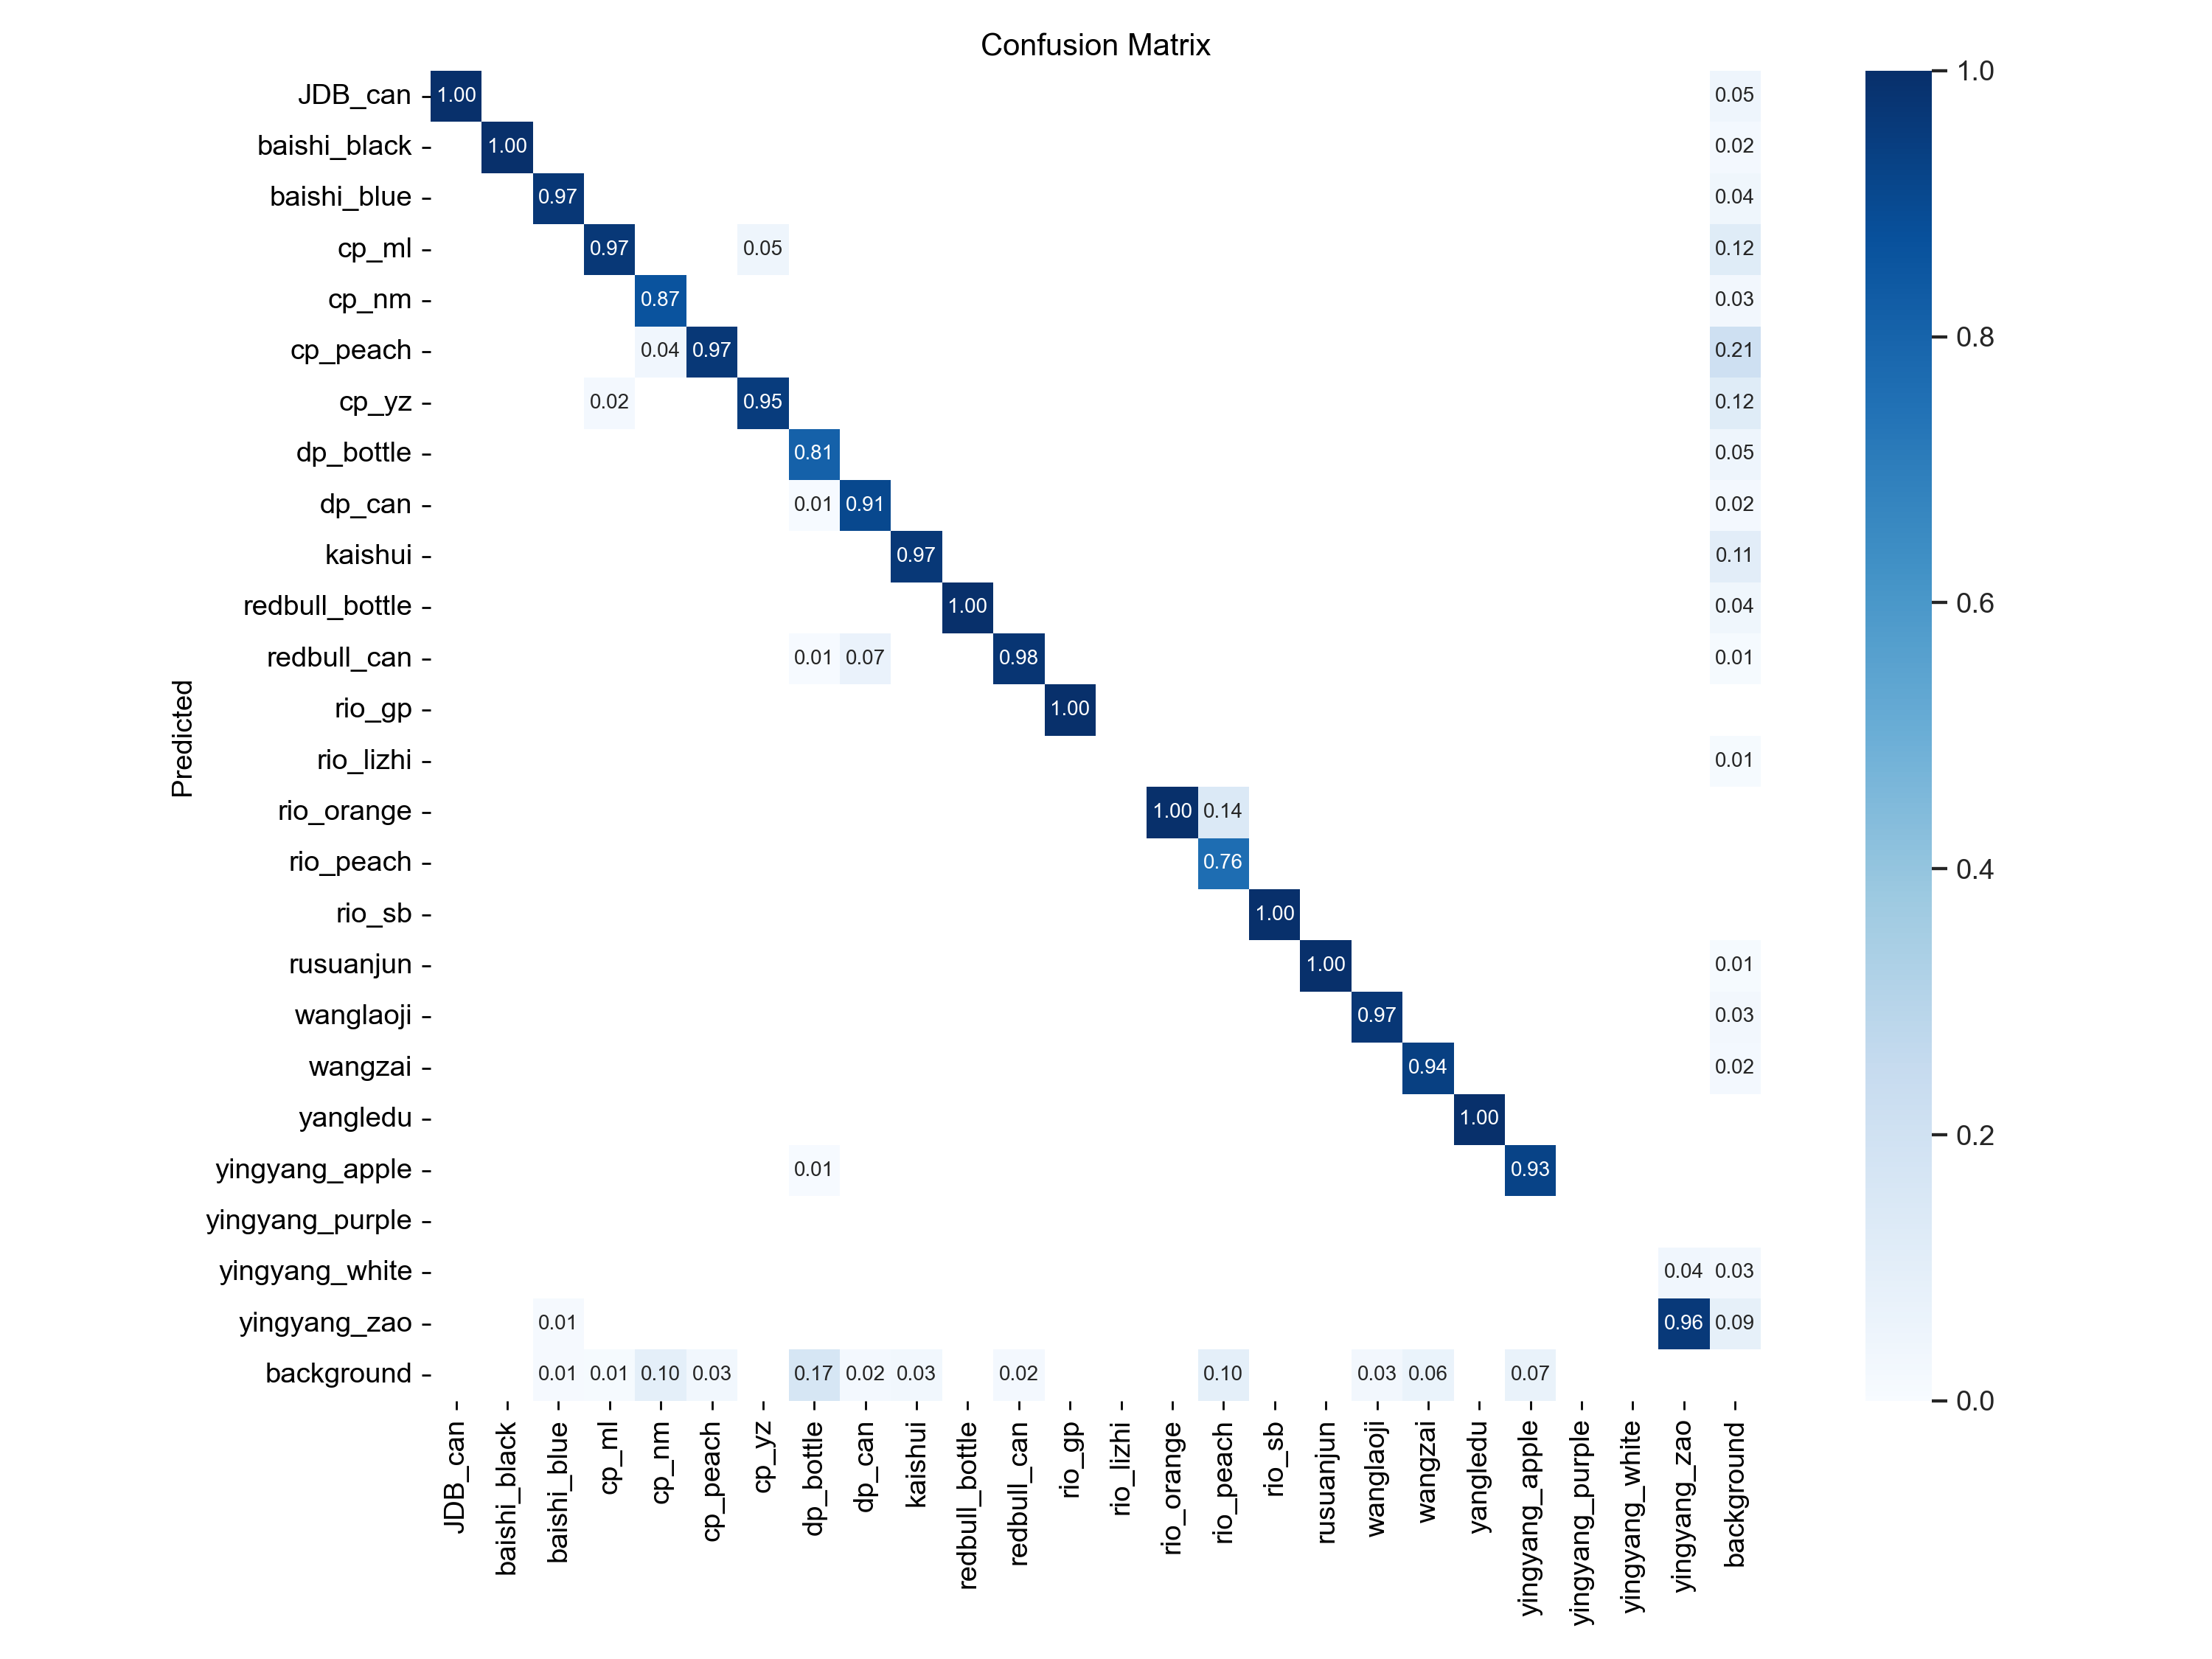 Confusion Matrix
JDB_can 1.00 0.05 1.0
baishi_black 1.00 0.02
baishi_blue 0.97 0.04
cp_ml 0.97 0.05 0.12
cp_nm 0.87 0.03
cp_peach 0.04 0.97 0.21 0.8
cp_yz 0.02 0.95 0.12
dp_bottle 0.81 0.05
dp_can 0.01 0.91 0.02
kaishui 0.97 0.11
redbull_bottle 1.00 0.04 0.6
redbull_can 0.01 0.07 0.98 0.01
rio_gp 1.00
Predicted
rio_lizhi 0.01
rio_orange 1.00 0.14
rio_peach 0.76 0.4
rio_sb 1.00
rusuanjun 1.00 0.01
wanglaoji 0.97 0.03
wangzai 0.94 0.02
yangledu 1.00 0.2
yingyang_apple 0.01 0.93
yingyang_purple
yingyang_white 0.04 0.03
yingyang_zao 0.01 0.96 0.09
background 0.01 0.01 0.10 0.03 0.17 0.02 0.03 0.02 0.10 0.03 0.06 0.07 0.0
JDB_can baishi_black baishi_blue cp_ml cp_nm cp_peach cp_yz dp_bottle dp_can kaishui redbull_bottle redbull_can rio_gp rio_lizhi rio_orange rio_peach rio_sb rusuanjun wanglaoji wangzai yangledu yingyang_apple yingyang_purple yingyang_white yingyang_zao background